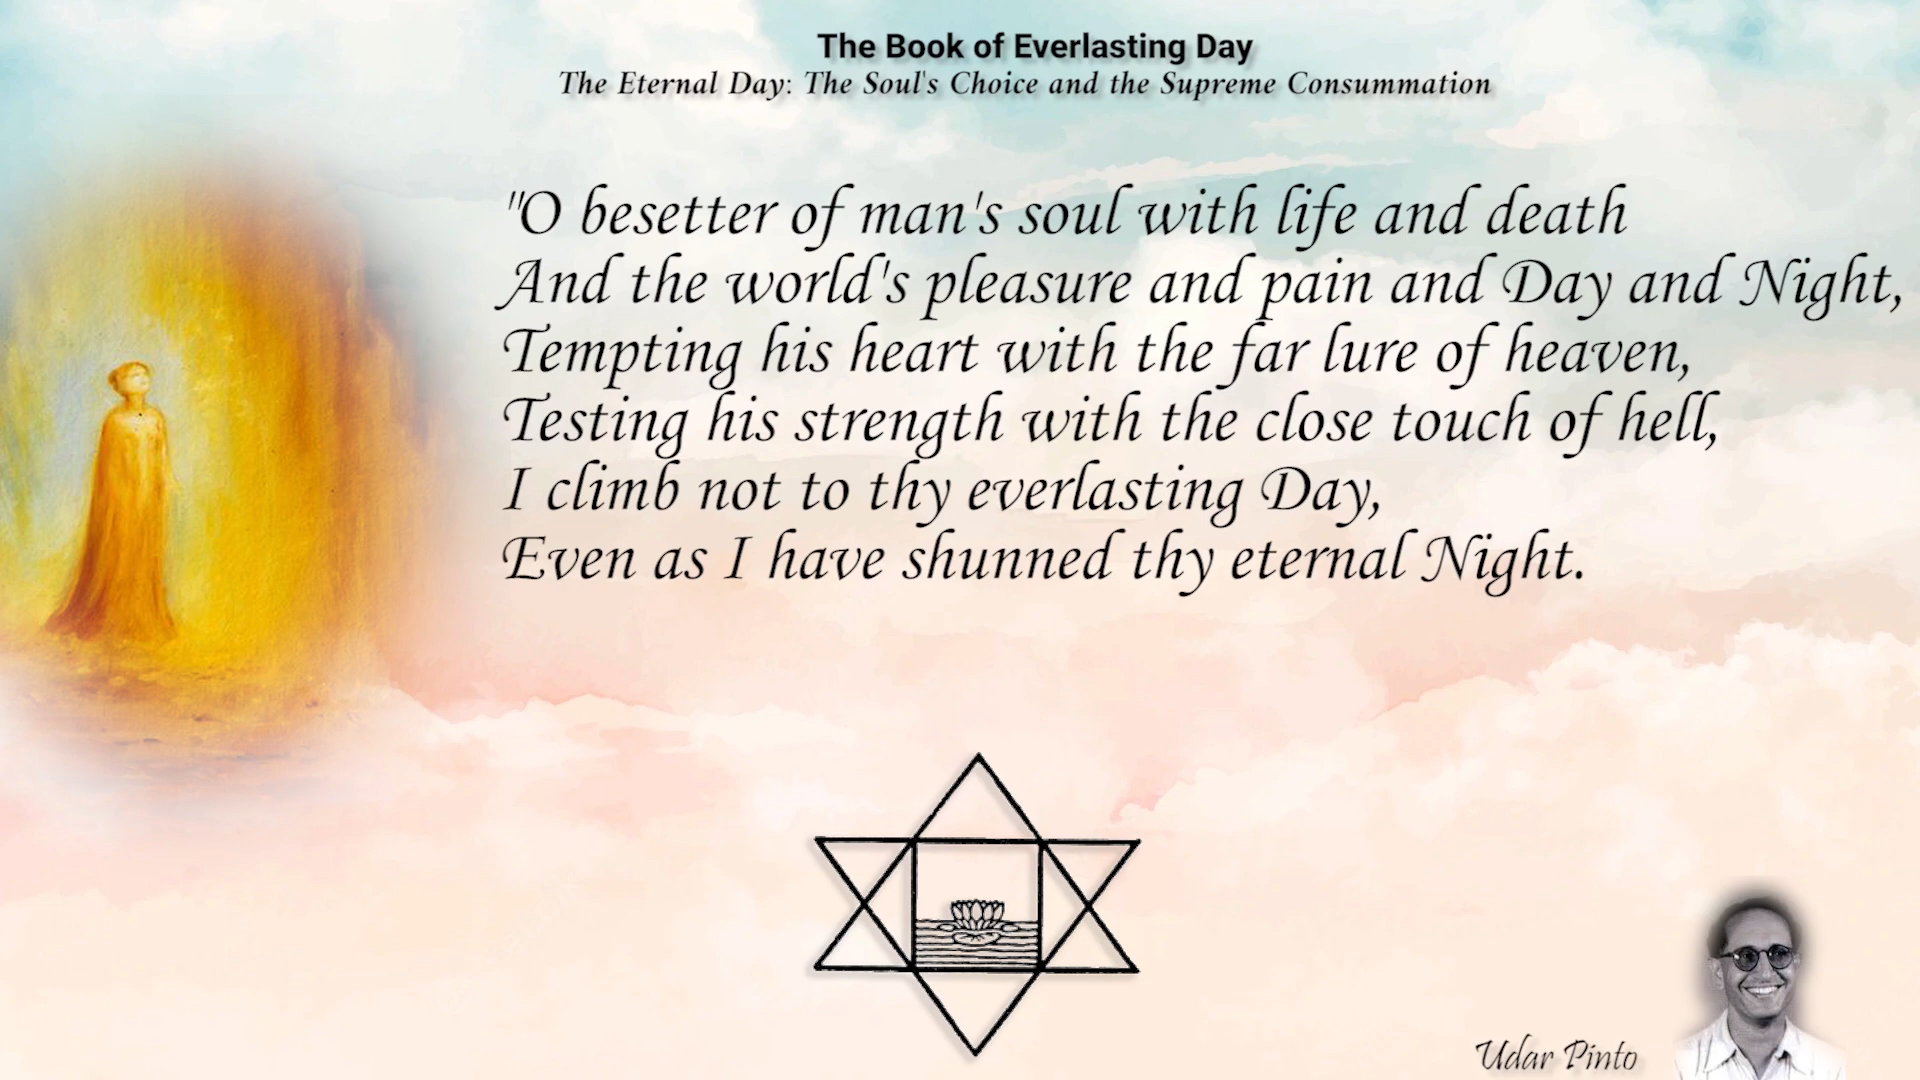 The Book of Everlasting Day
The Eternal Day: The Soul's Choice and the Supreme Consummation
"O besetter of man's soul with life and death
And the world's pleasure and pain and Day and Night,
Tempting his heart with the far lure of heaven,
Testing his strength with the close touch of hell,
I climb not to thy everlasting Day,
Even as I have shunned thy eternal Night.
Udar Pinto